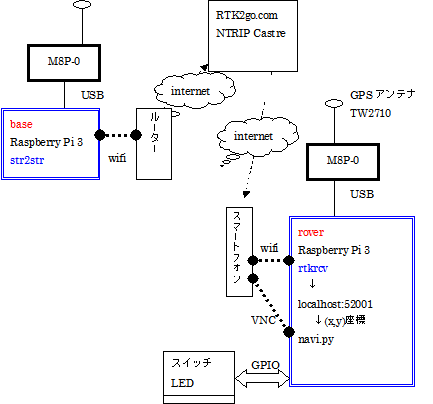 RTK2go.com
NTRIP Castre
M8P-0
USB
internet
base
Raspberry Pi 3
str2str
wifi
ルーター
internet
GPS アンテナ
TW2710
M8P-0
USB
スマートフォン
wifi
VNC
rover
Raspberry Pi 3
rtkrcv
↓
localhost:52001
↓(x,y)座標
navi.py
スイッチ
LED
GPIO